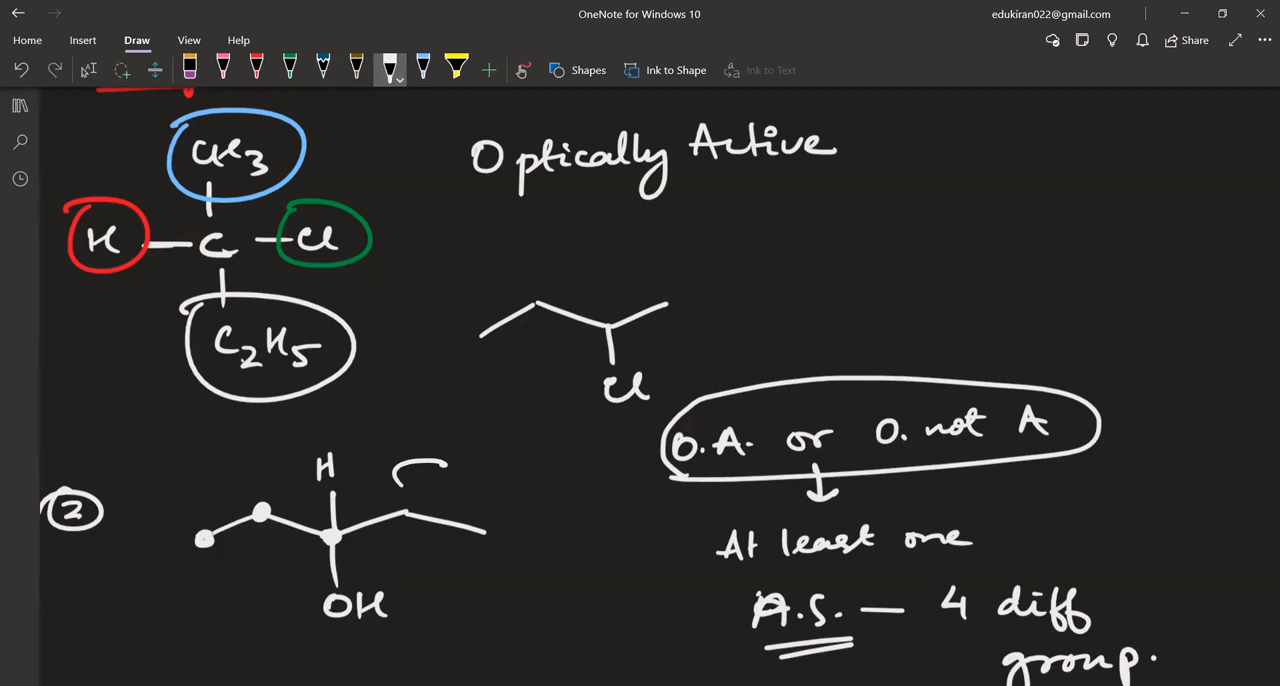 OneNote for Windows 10
edukiran022@gmail.com
Home Insert Draw View Help
Share
Shapes Ink to Shape Ink to Text
CH3
Optically Active
H — C — Cl
C2H5
Cl
O.A. or O. not A
H
2
At least one
OH
A.S. — 4 diff
group.